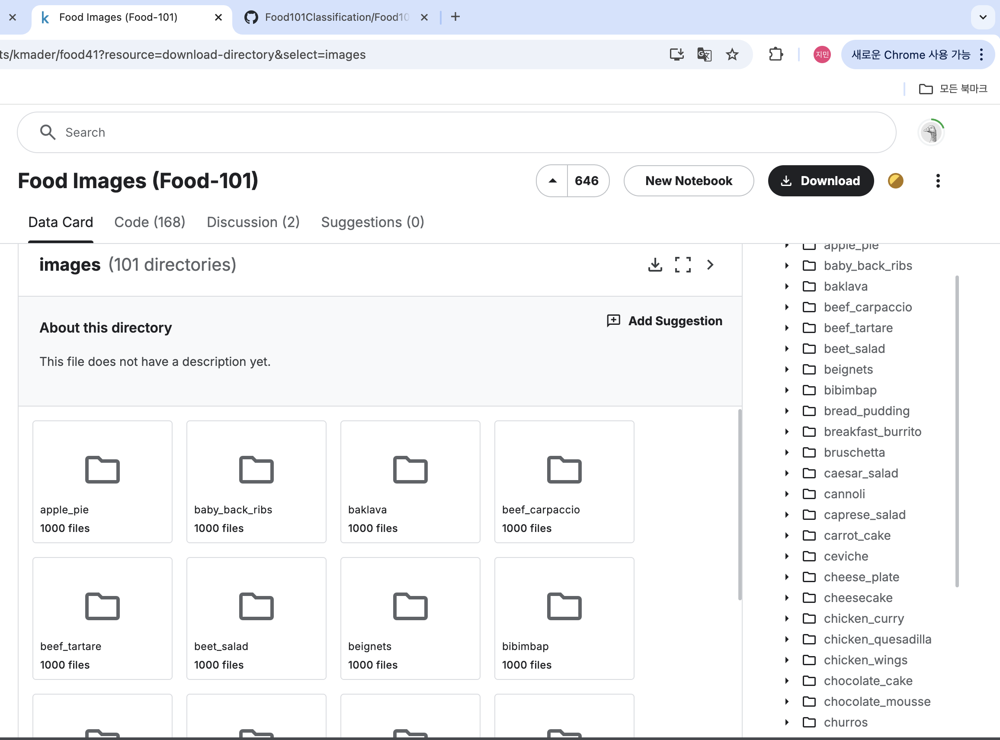 Food Images (Food-101)
Food101Classification/Food10
ts/kmader/food41?resource=download-directory&select=images
지민
새로운 Chrome 사용 가능
모든 북마크
Search
Food Images (Food-101)
646
New Notebook
Download
Data Card
Code (168)
Discussion (2)
Suggestions (0)
images (101 directories)
About this directory
Add Suggestion
This file does not have a description yet.
apple_pie
1000 files
baby_back_ribs
1000 files
baklava
1000 files
beef_carpaccio
1000 files
beef_tartare
1000 files
beet_salad
1000 files
beignets
1000 files
bibimbap
1000 files
apple_pie
baby_back_ribs
baklava
beef_carpaccio
beef_tartare
beet_salad
beignets
bibimbap
bread_pudding
breakfast_burrito
bruschetta
caesar_salad
cannoli
caprese_salad
carrot_cake
ceviche
cheese_plate
cheesecake
chicken_curry
chicken_quesadilla
chicken_wings
chocolate_cake
chocolate_mousse
churros